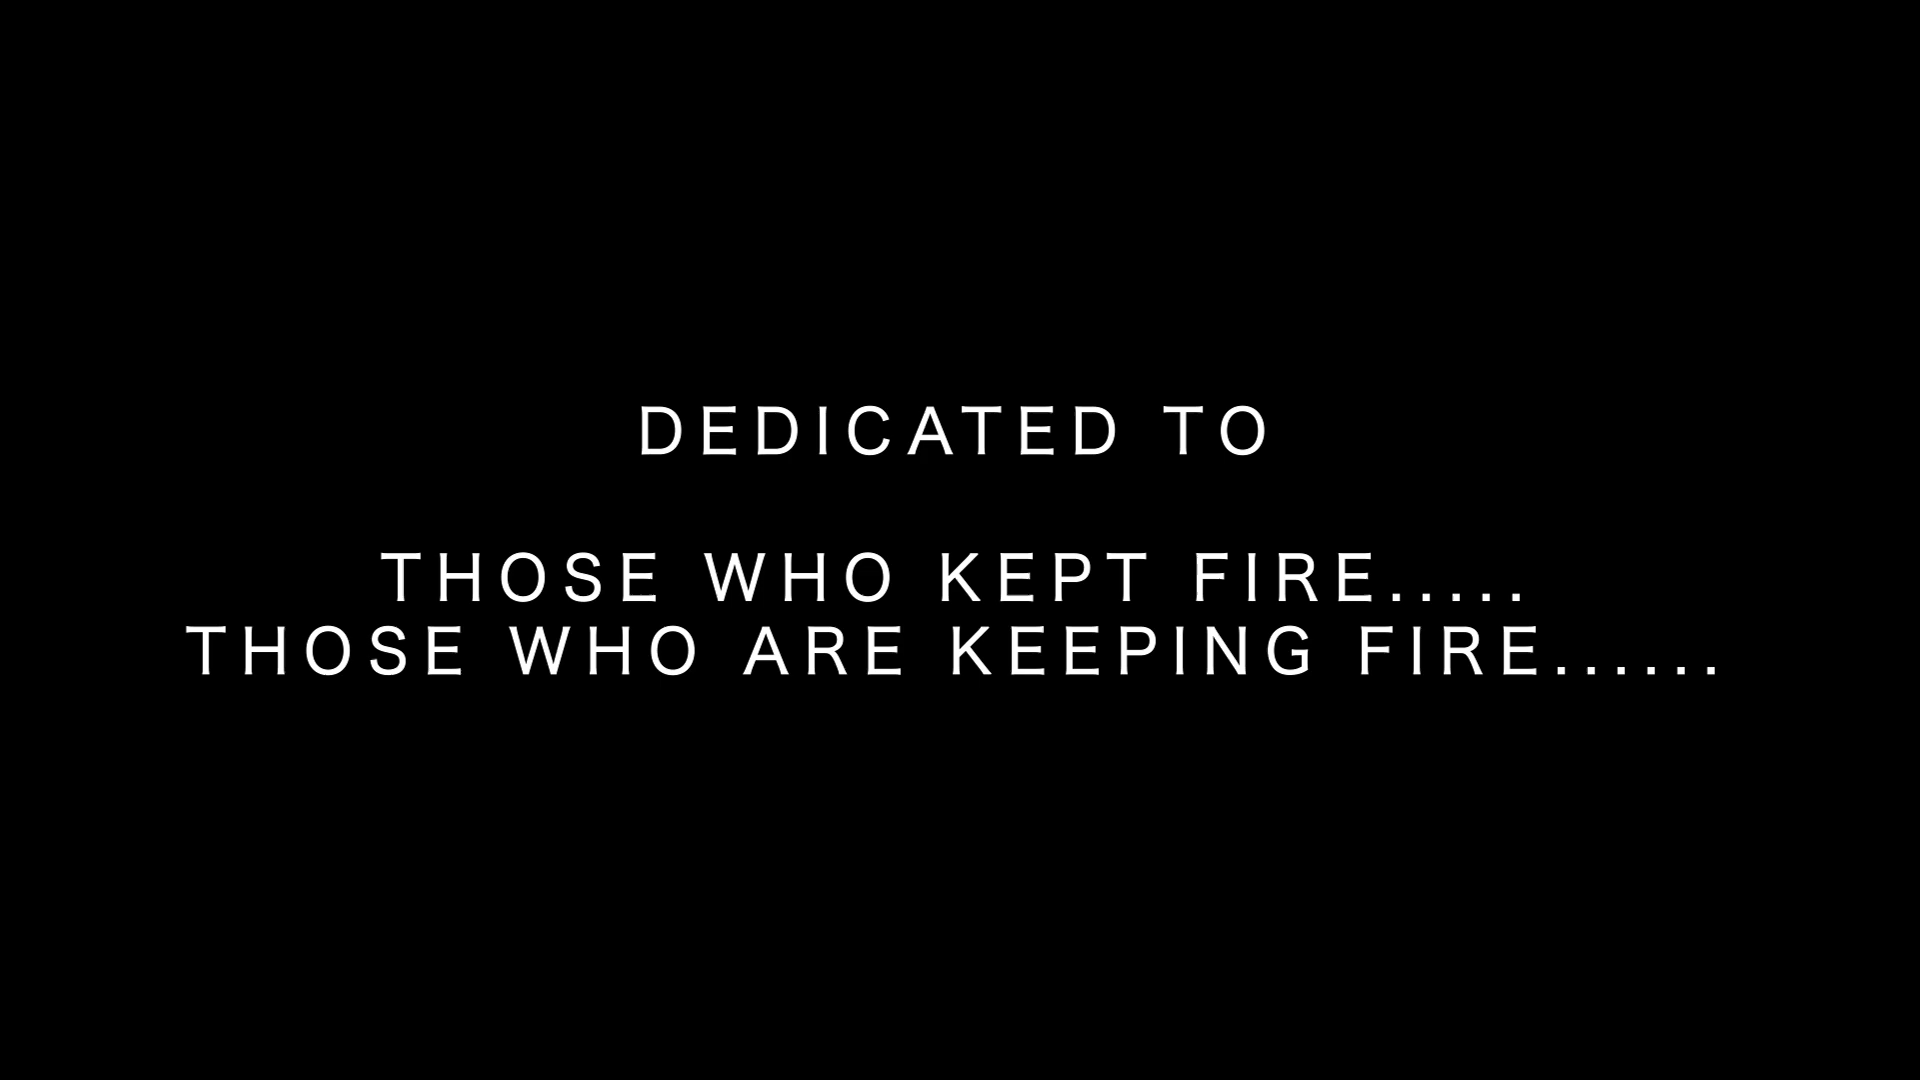 DEDICATED TO
THOSE WHO KEPT FIRE.....
THOSE WHO ARE KEEPING FIRE......